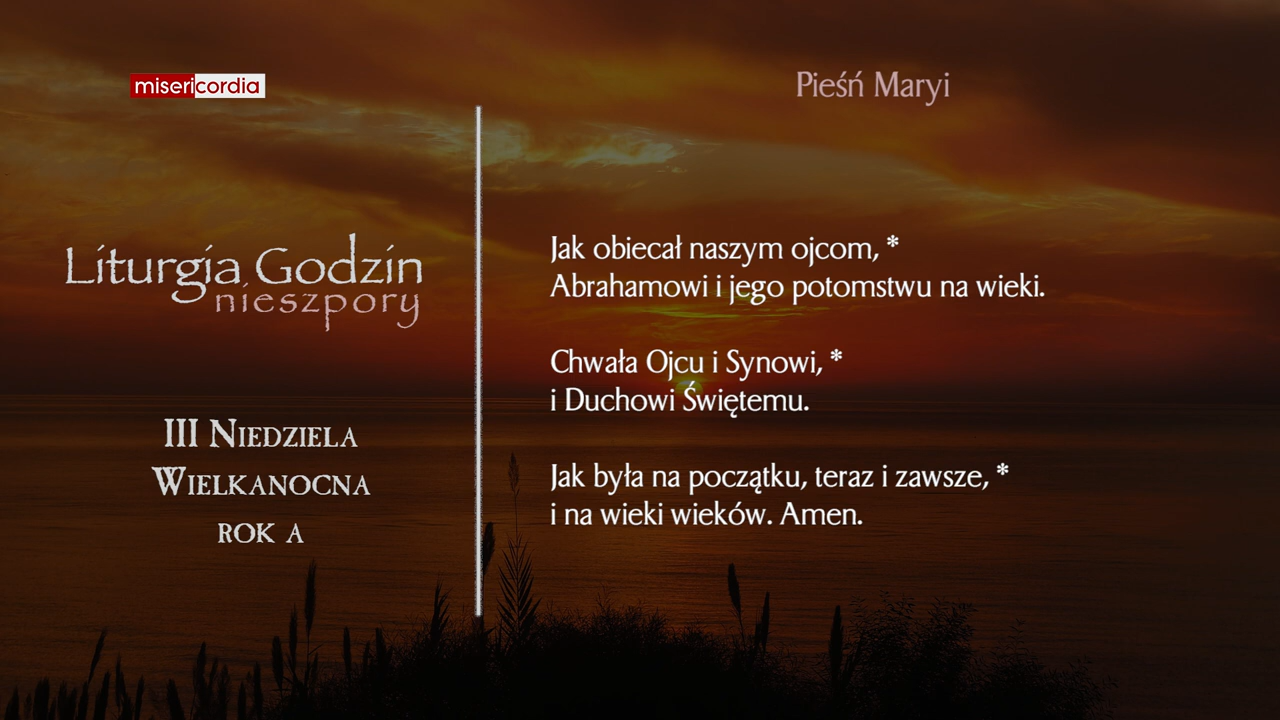 misericordia
Pieśń Maryi
Liturgia Godzin
nieszpory
III Niedziela
Wielkanocna
rok a
Jak obiecał naszym ojcom, *
Abrahamowi i jego potomstwu na wieki.
Chwała Ojcu i Synowi, *
i Duchowi Świętemu.
Jak była na początku, teraz i zawsze, *
i na wieki wieków. Amen.